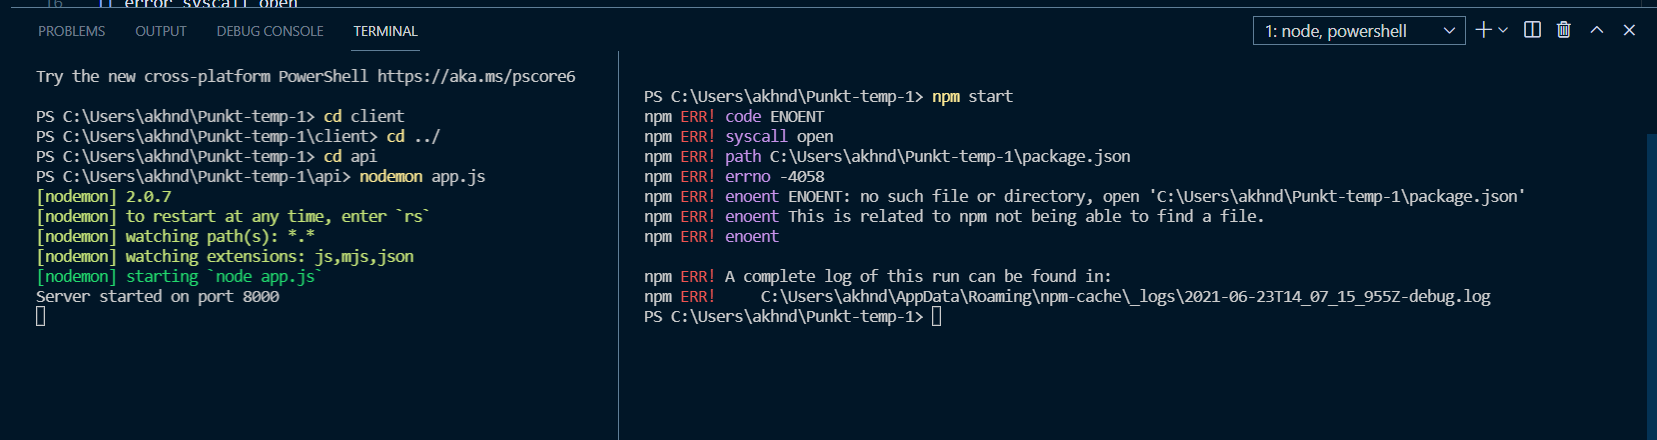 16 error syscall open
PROBLEMS OUTPUT DEBUG CONSOLE TERMINAL 1: node, powershell
Try the new cross-platform PowerShell https://aka.ms/pscore6
PS C:\Users\akhnd\Punkt-temp-1> cd client
PS C:\Users\akhnd\Punkt-temp-1\client> cd ../
PS C:\Users\akhnd\Punkt-temp-1> cd api
PS C:\Users\akhnd\Punkt-temp-1\api> nodemon app.js
[nodemon] 2.0.7
[nodemon] to restart at any time, enter `rs`
[nodemon] watching path(s): *.*
[nodemon] watching extensions: js,mjs,json
[nodemon] starting `node app.js`
Server started on port 8000
PS C:\Users\akhnd\Punkt-temp-1> npm start
npm ERR! code ENOENT
npm ERR! syscall open
npm ERR! path C:\Users\akhnd\Punkt-temp-1\package.json
npm ERR! errno -4058
npm ERR! enoent ENOENT: no such file or directory, open 'C:\Users\akhnd\Punkt-temp-1\package.json'
npm ERR! enoent This is related to npm not being able to find a file.
npm ERR! enoent
npm ERR! A complete log of this run can be found in:
npm ERR!     C:\Users\akhnd\AppData\Roaming\npm-cache\_logs\2021-06-23T14_07_15_955Z-debug.log
PS C:\Users\akhnd\Punkt-temp-1>